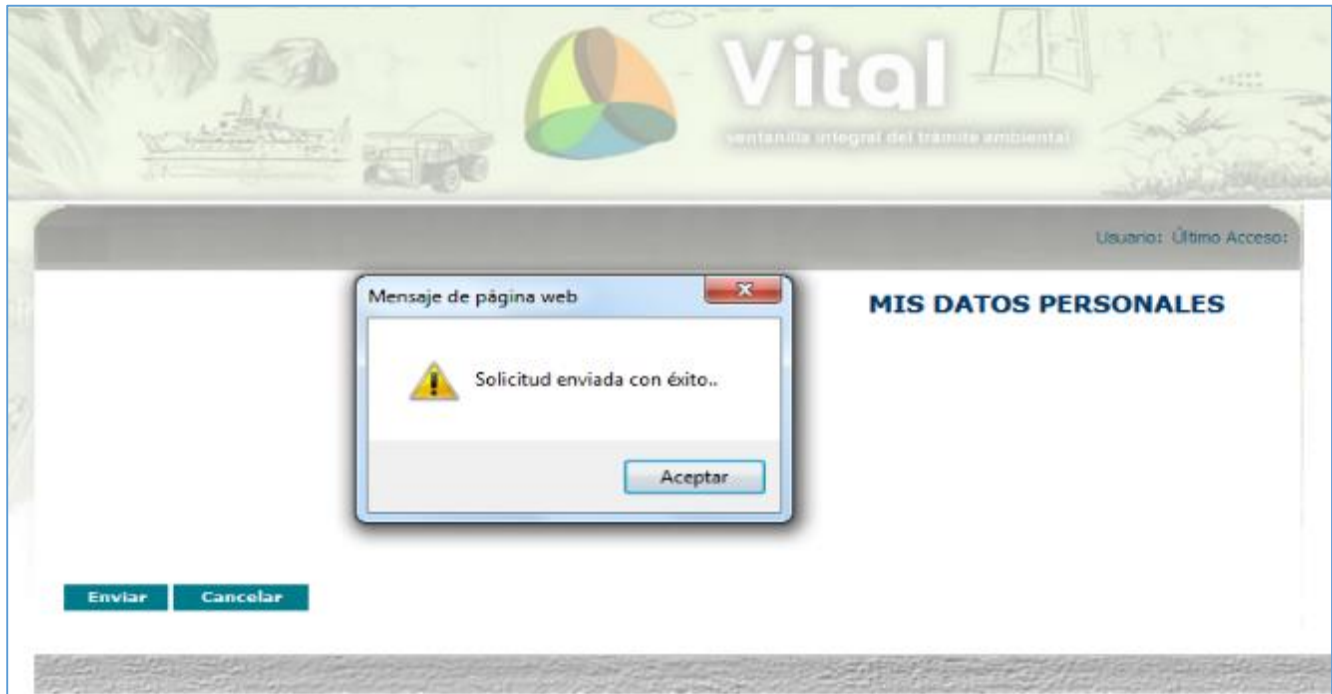 Vital
ventanilla integral del trámite ambiental
Usuario: Último Acceso:
Mensaje de página web
MIS DATOS PERSONALES
Solicitud enviada con éxito..
Aceptar
Enviar Cancelar